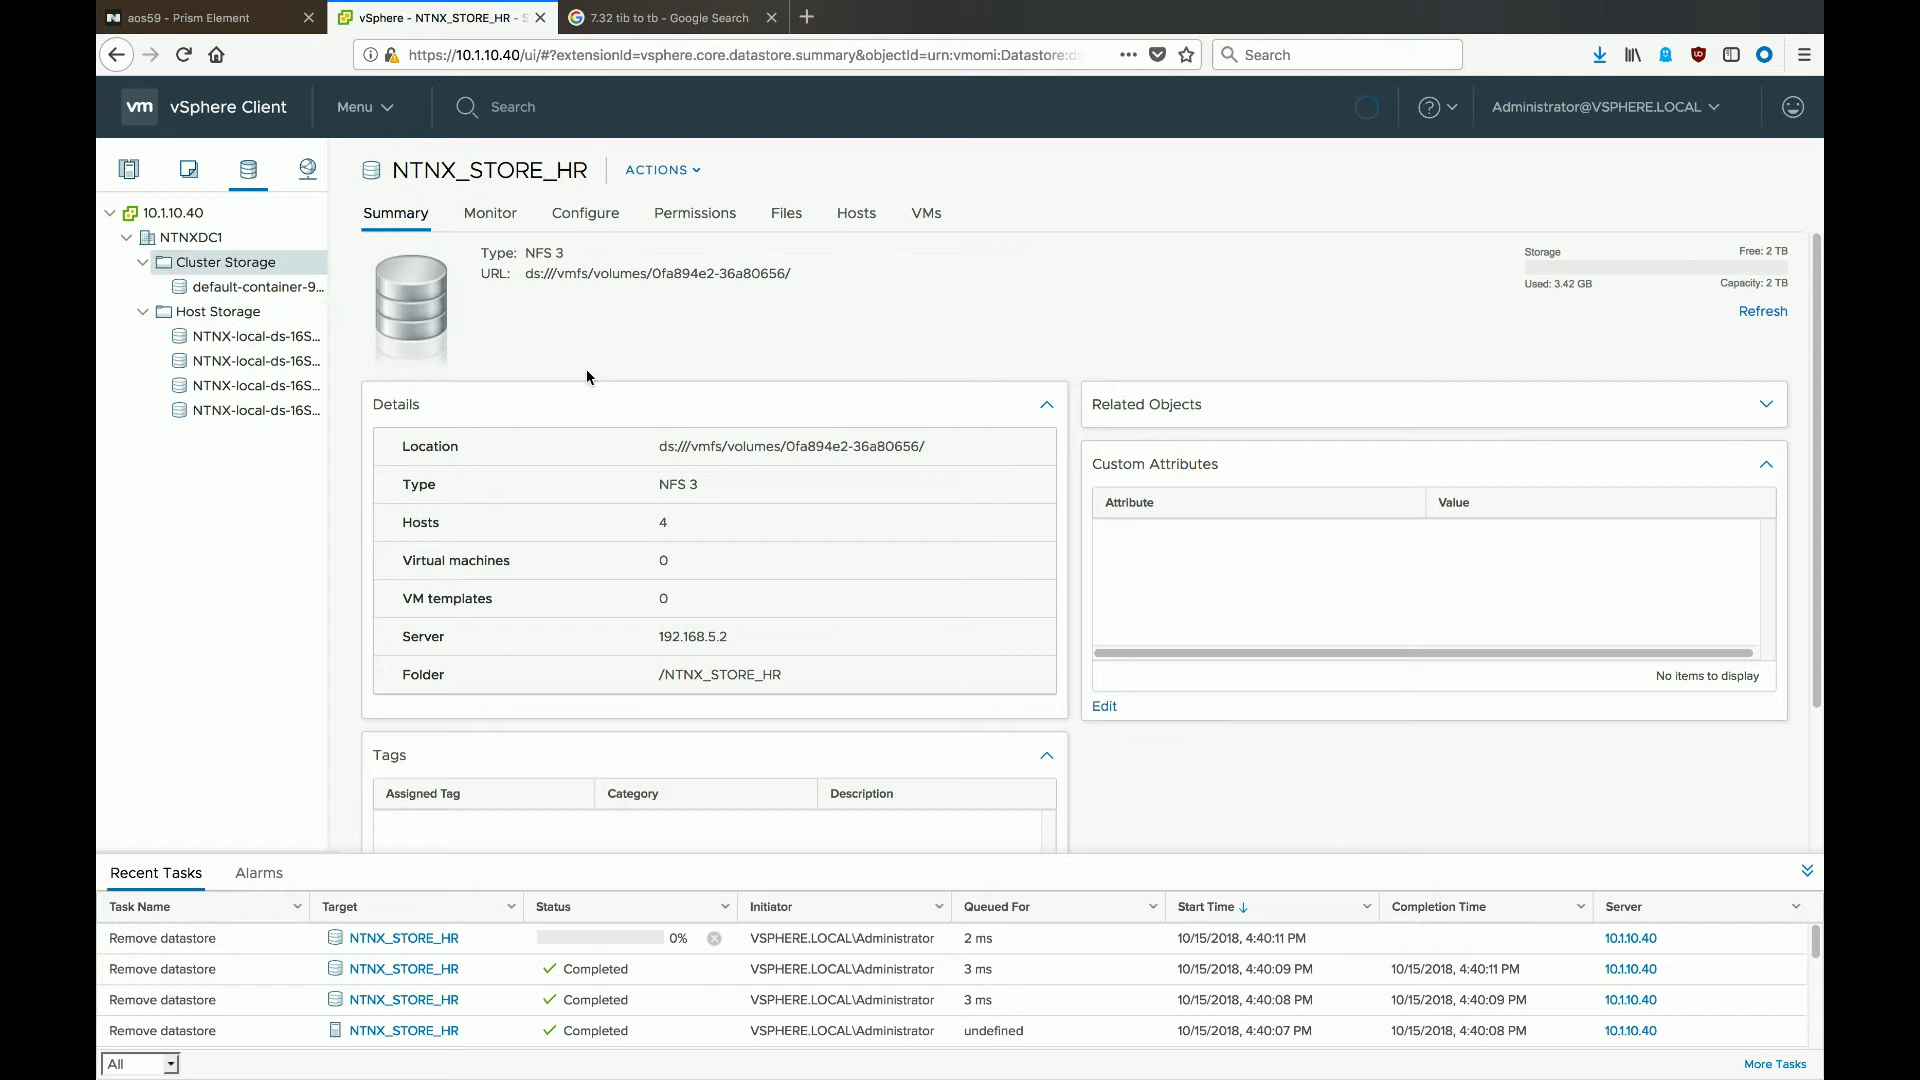 aos59 - Prism Element
vSphere - NTNX_STORE_HR - S
7.32 tib to tb - Google Search
https://10.1.10.40/ui/#?extensionId=vsphere.core.datastore.summary&objectId=urn:vmomi:Datastore:d
Search
vm vSphere Client
Menu
Search
Administrator@VSPHERE.LOCAL
NTNX_STORE_HR
ACTIONS
Summary
Monitor
Configure
Permissions
Files
Hosts
VMs
10.1.10.40
NTNXDC1
Cluster Storage
default-container-9...
Host Storage
NTNX-local-ds-16S...
NTNX-local-ds-16S...
NTNX-local-ds-16S...
NTNX-local-ds-16S...
Type: NFS 3
URL: ds:///vmfs/volumes/0fa894e2-36a80656/
Storage Free: 2 TB
Used: 3.42 GB Capacity: 2 TB
Refresh
Details
Location ds:///vmfs/volumes/0fa894e2-36a80656/
Type NFS 3
Hosts 4
Virtual machines 0
VM templates 0
Server 192.168.5.2
Folder /NTNX_STORE_HR
Related Objects
Custom Attributes
Attribute Value
No items to display
Edit
Tags
Assigned Tag Category Description
Recent Tasks Alarms
Task Name Target Status Initiator Queued For Start Time Completion Time Server
Remove datastore NTNX_STORE_HR 0% VSPHERE.LOCAL\Administrator 2 ms 10/15/2018, 4:40:11 PM 10.1.10.40
Remove datastore NTNX_STORE_HR Completed VSPHERE.LOCAL\Administrator 3 ms 10/15/2018, 4:40:09 PM 10/15/2018, 4:40:11 PM 10.1.10.40
Remove datastore NTNX_STORE_HR Completed VSPHERE.LOCAL\Administrator 3 ms 10/15/2018, 4:40:08 PM 10/15/2018, 4:40:09 PM 10.1.10.40
Remove datastore NTNX_STORE_HR Completed VSPHERE.LOCAL\Administrator undefined 10/15/2018, 4:40:07 PM 10/15/2018, 4:40:08 PM 10.1.10.40
All
More Tasks